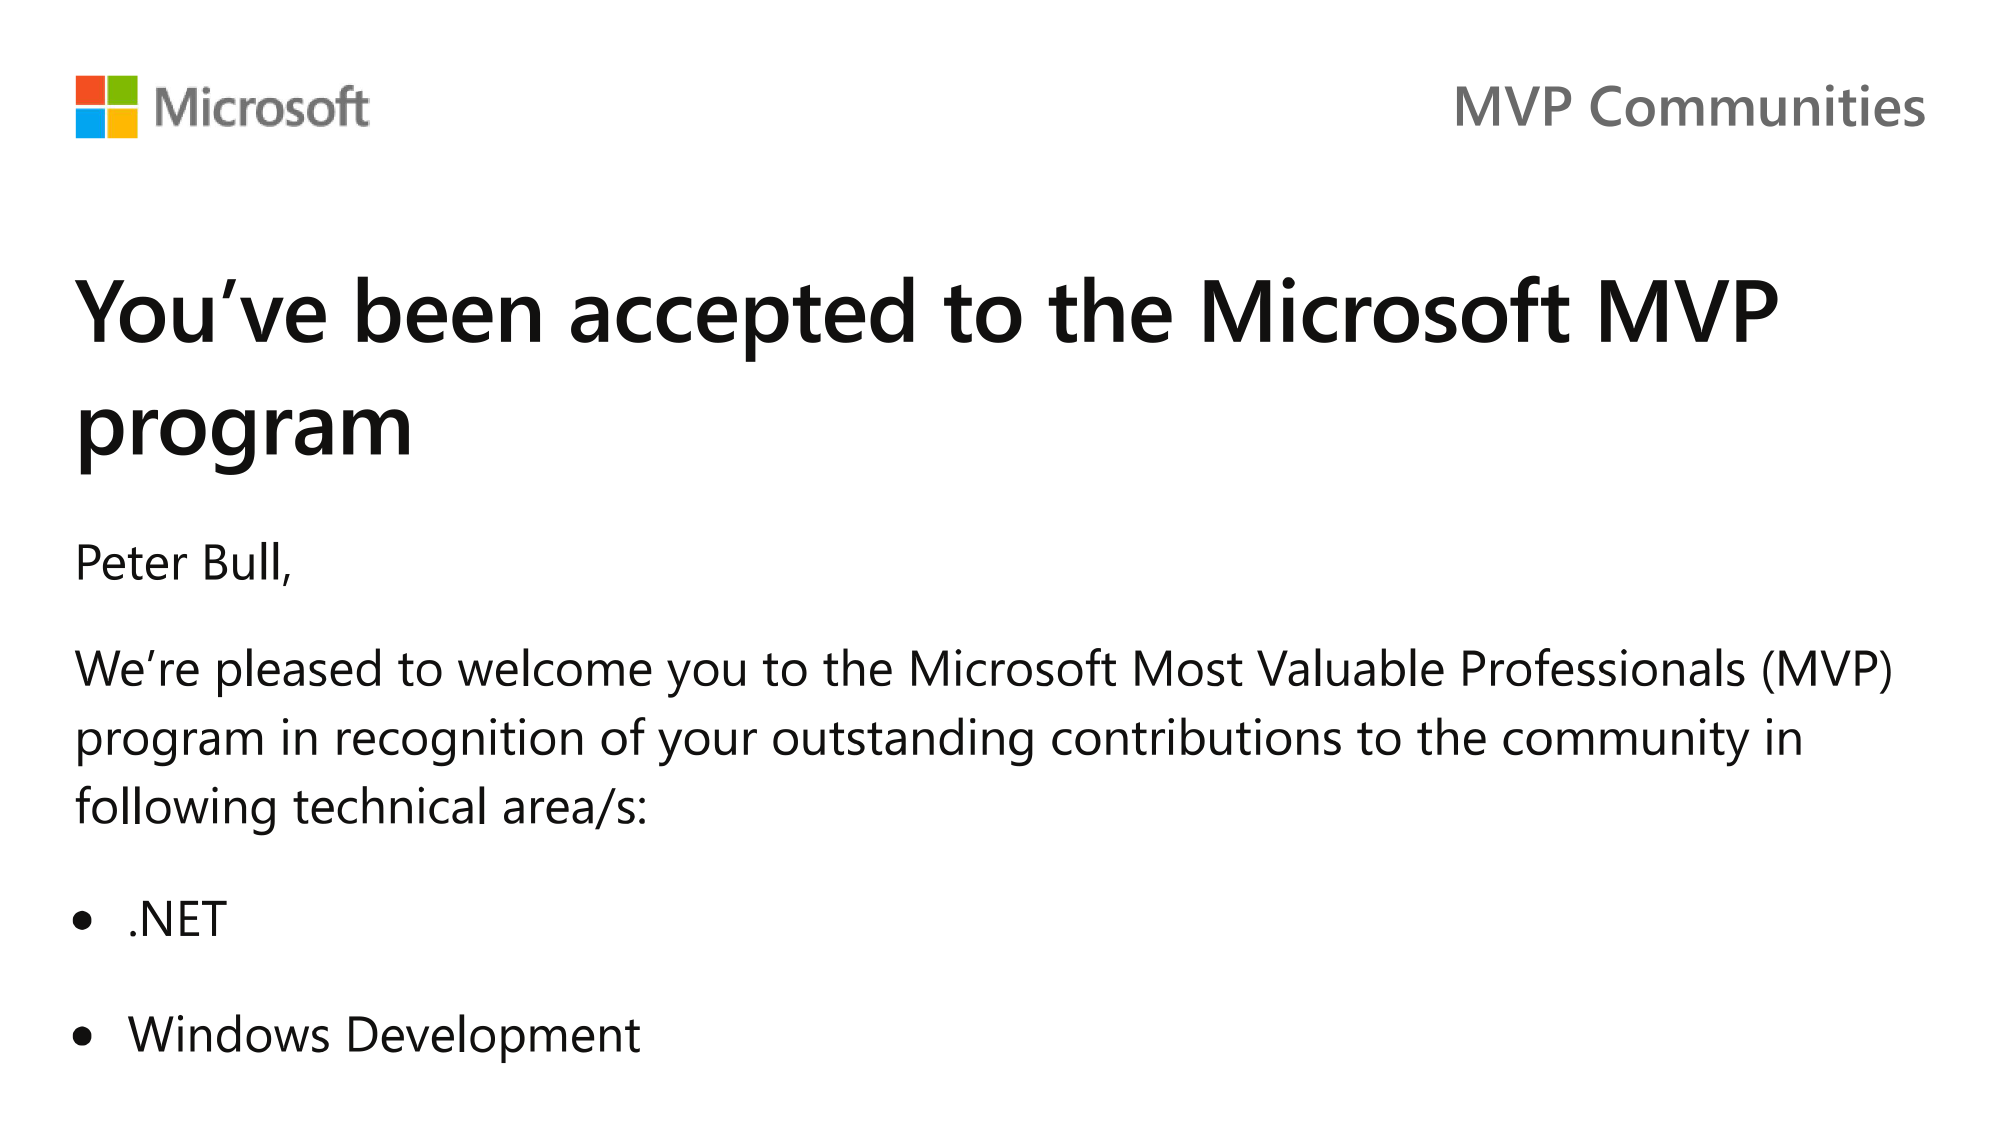 Microsoft
MVP Communities
You’ve been accepted to the Microsoft MVP
program
Peter Bull,
We’re pleased to welcome you to the Microsoft Most Valuable Professionals (MVP)
program in recognition of your outstanding contributions to the community in
following technical area/s:
• .NET
• Windows Development